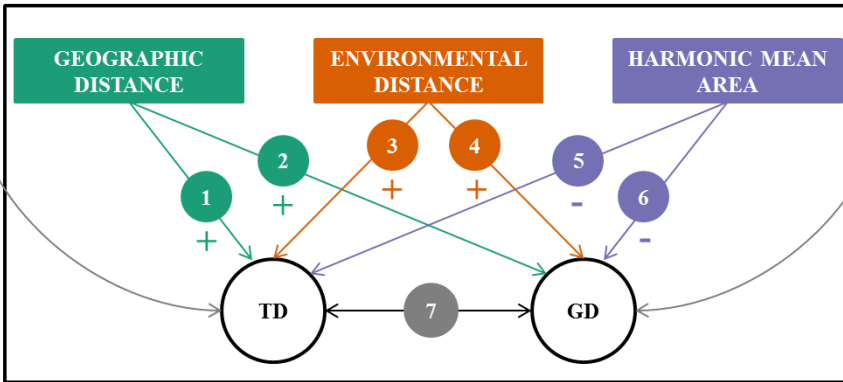 GEOGRAPHIC
DISTANCE
ENVIRONMENTAL
DISTANCE
HARMONIC MEAN
AREA
3
4
2
5
1
6
+
+
+
-
+
-
TD
7
GD